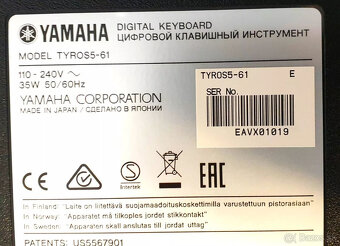 YAMAHA
DIGITAL KEYBOARD
ЦИФРОВОЙ КЛАВИШНЫЙ ИНСТРУМЕНТ
MODEL TYROS5-61
110 - 240V ~
35W 50/60Hz
YAMAHA CORPORATION
MADE IN JAPAN / СДЕЛАНО В ЯПОНИИ
TYROS5-61 E
SER No.
EAVX01019
Intertek
EAC
In Finland: "Laite on liitettävä suojamaadoituskoskettimilla varustettuun pistorasiaan"
In Norway: "Apparatet må tilkoples jordet stikkontakt"
In Sweden: "Apparaten skall anslutas till jordat uttag"
PATENTS: US5567901